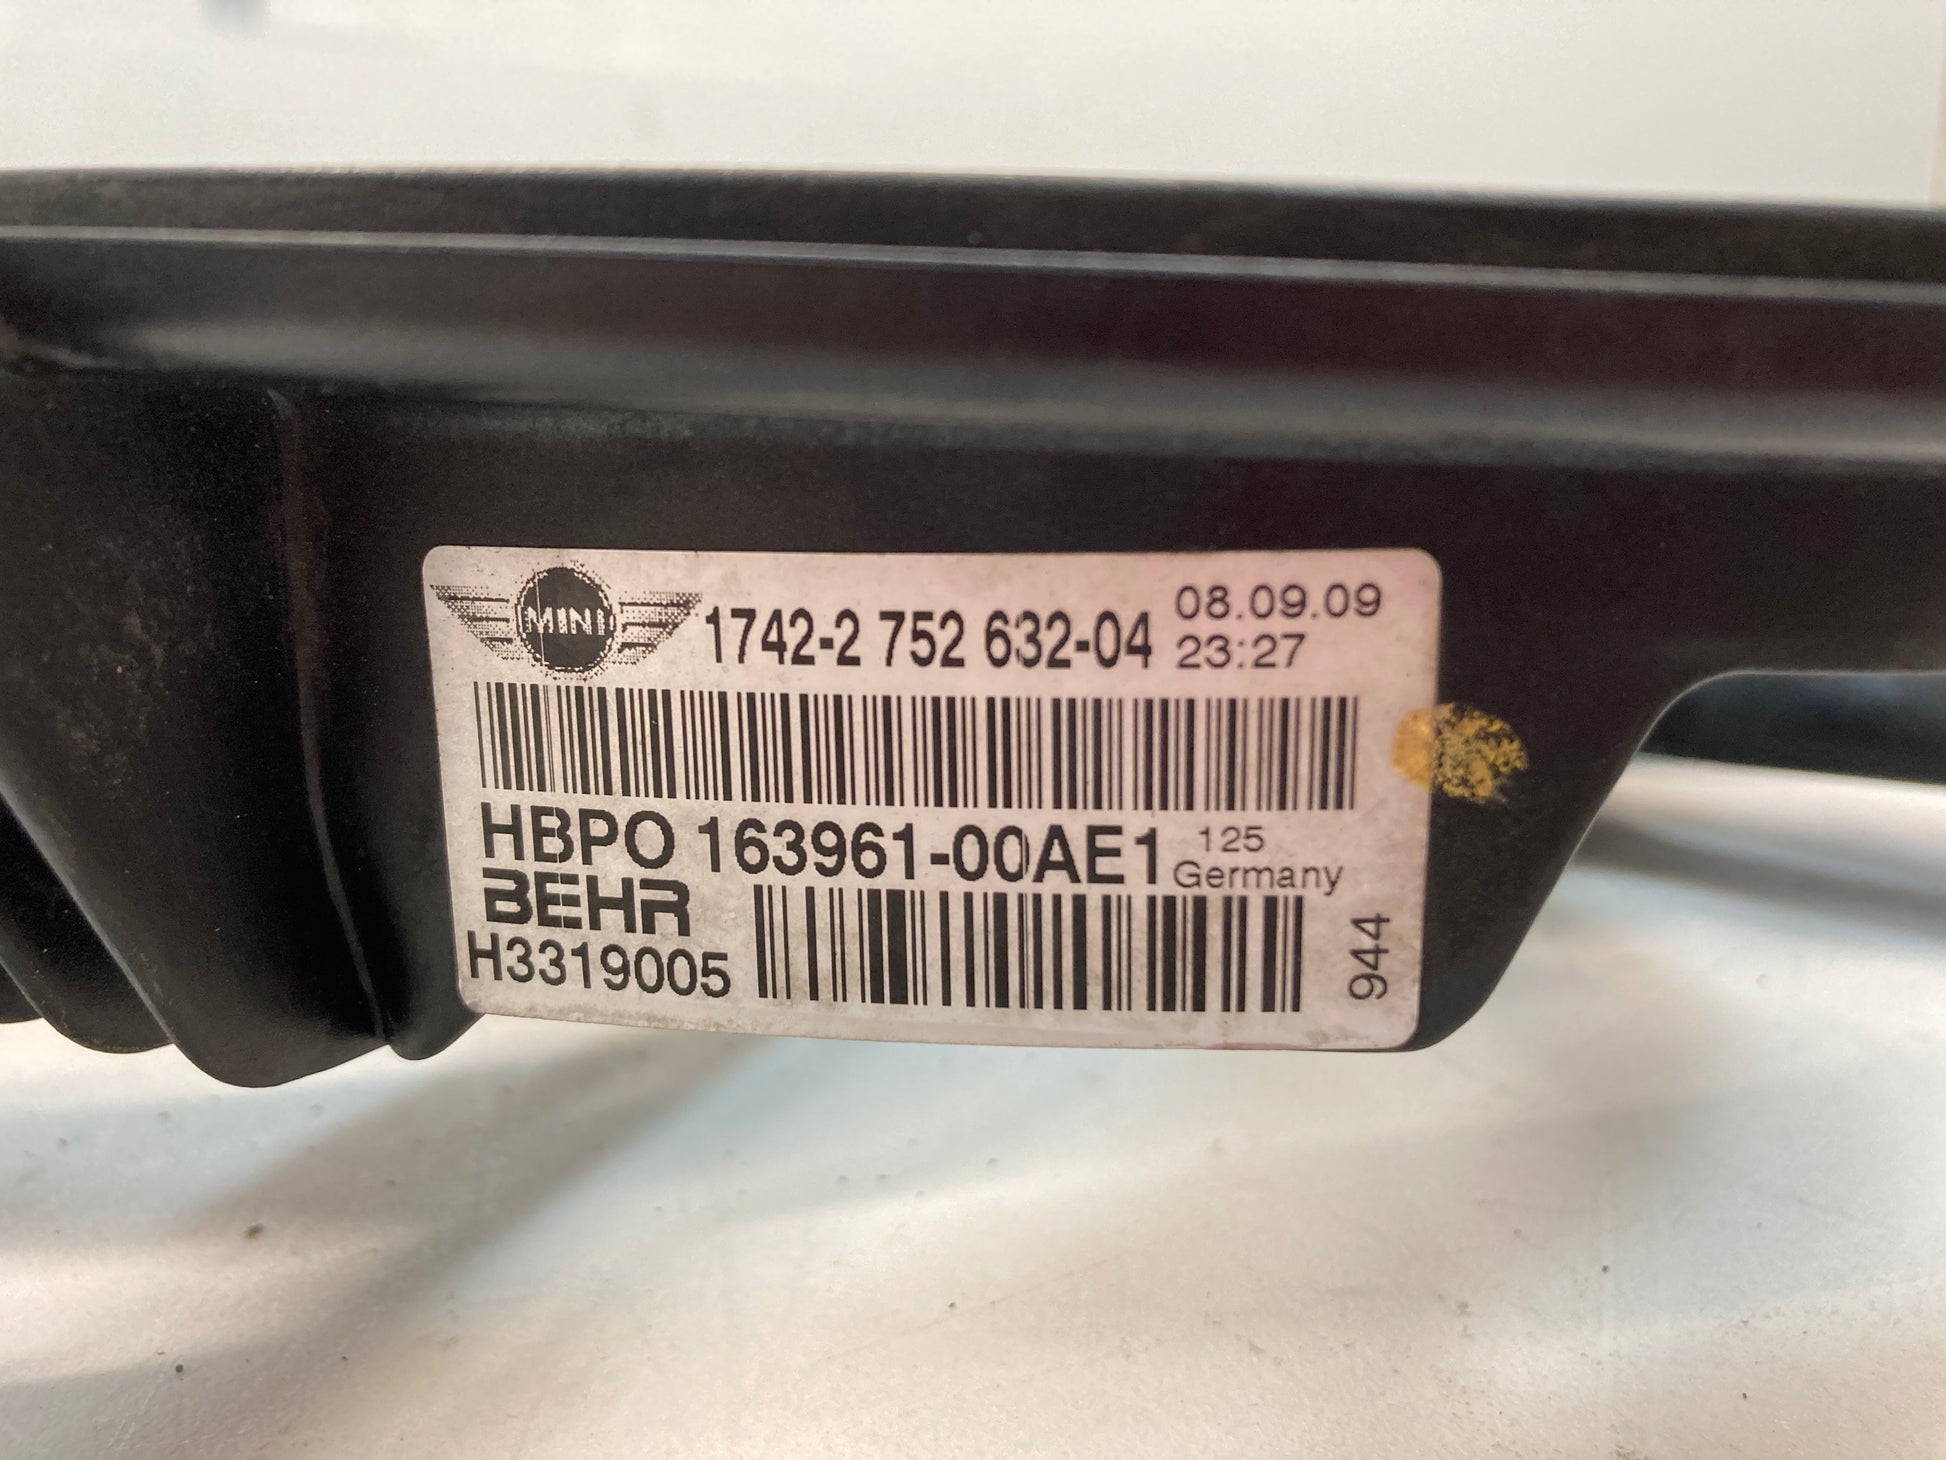 MINI
1742-2 752 632-04
08.09.09
23:27
HBPO 163961-00AE1
125
Germany
BEHR
H3319005
944